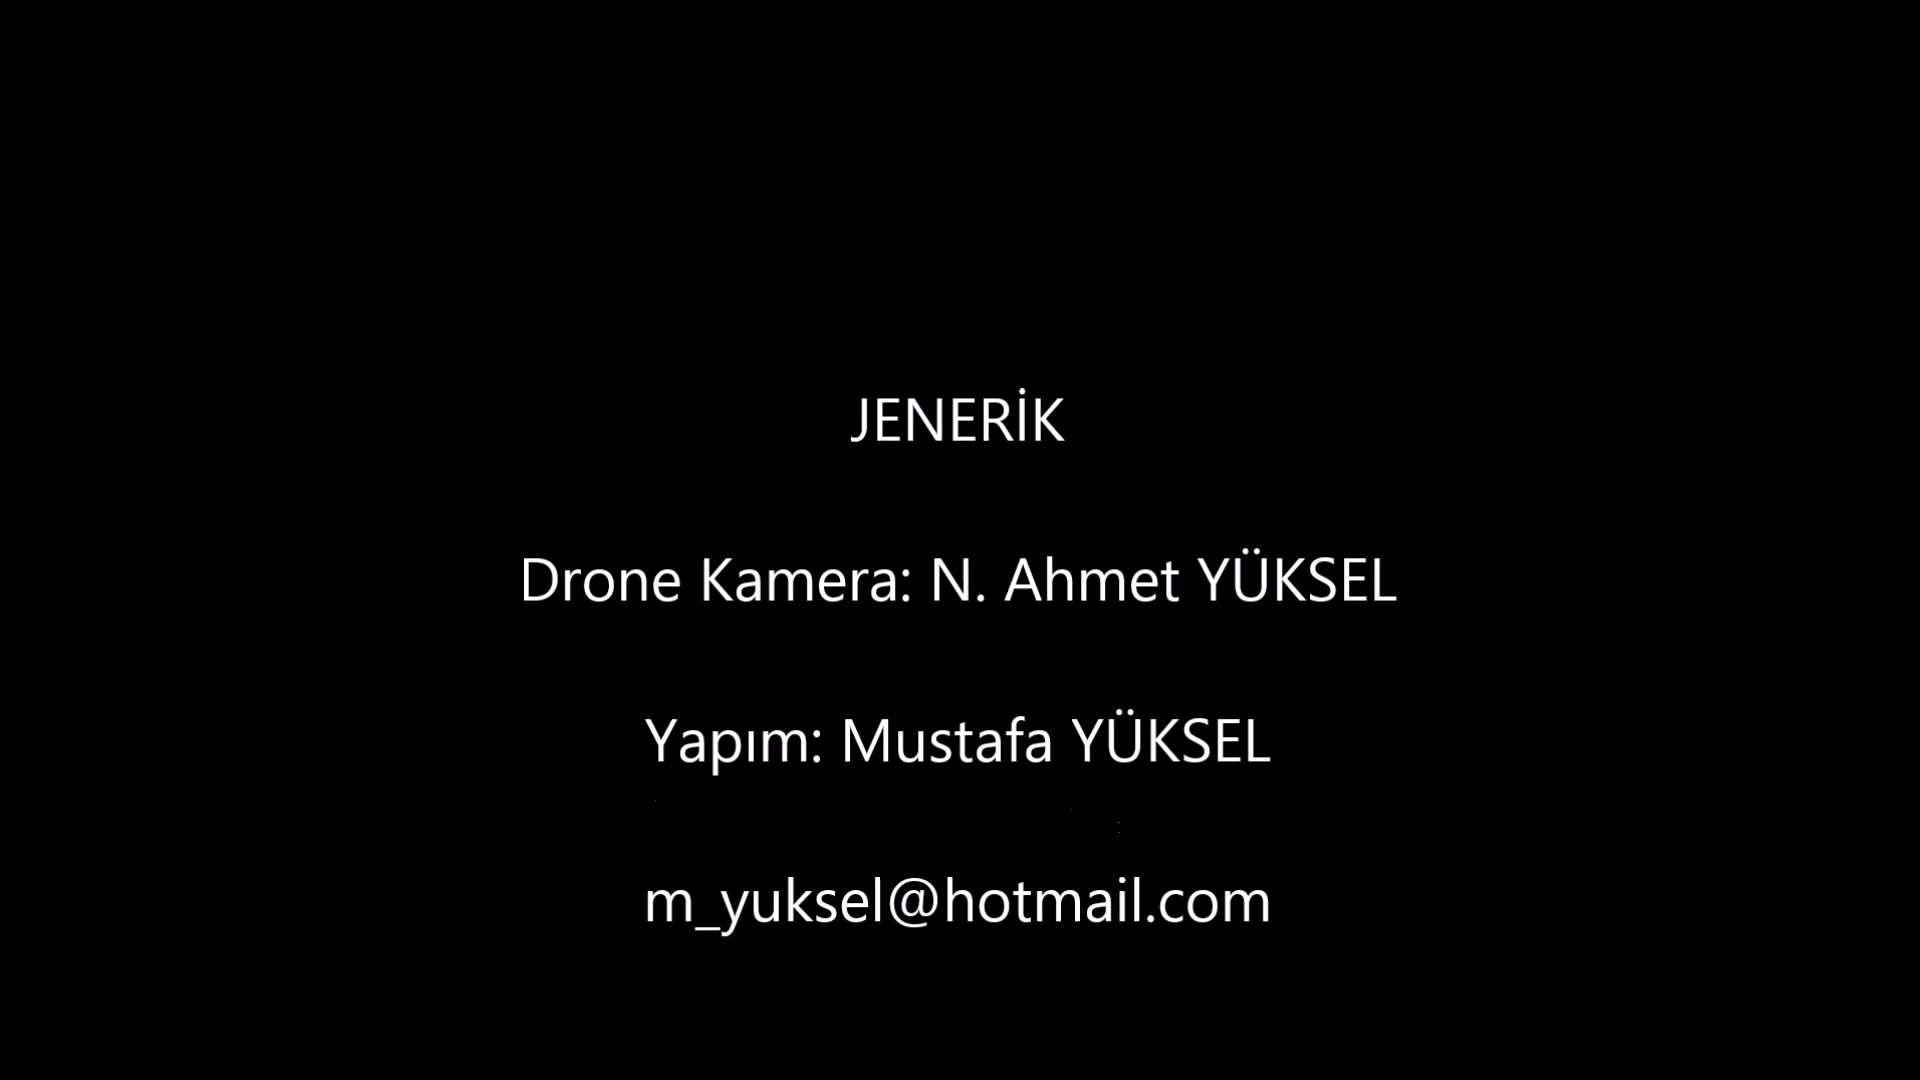 JENERİK
Drone Kamera: N. Ahmet YÜKSEL
Yapım: Mustafa YÜKSEL
m_yuksel@hotmail.com